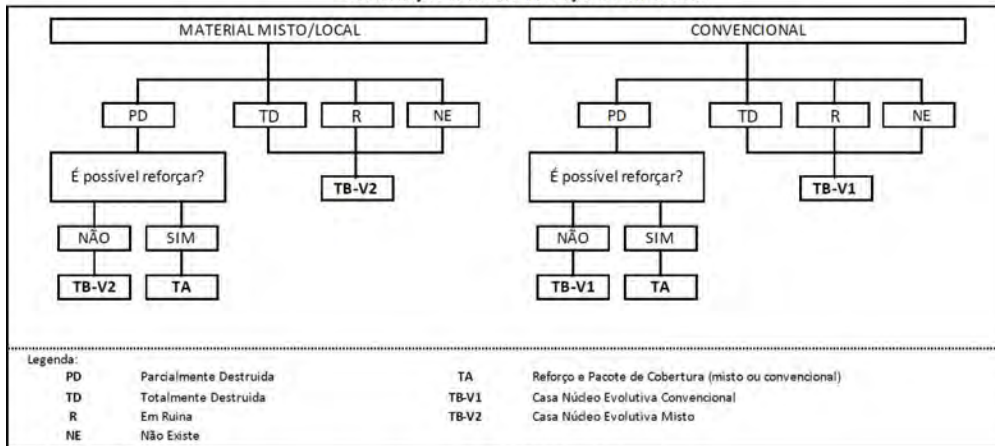 MATERIAL MISTO/LOCAL CONVENCIONAL
PD TD R NE PD TD R NE
É possível reforçar? TB-V2 É possível reforçar? TB-V1
NÃO SIM NÃO SIM
TB-V2 TA TB-V1 TA
Legenda:
PD Parcialmente Destruida TA Reforço e Pacote de Cobertura (misto ou convencional)
TD Totalmente Destruida TB-V1 Casa Núcleo Evolutiva Convencional
R Em Ruina TB-V2 Casa Núcleo Evolutiva Misto
NE Não Existe